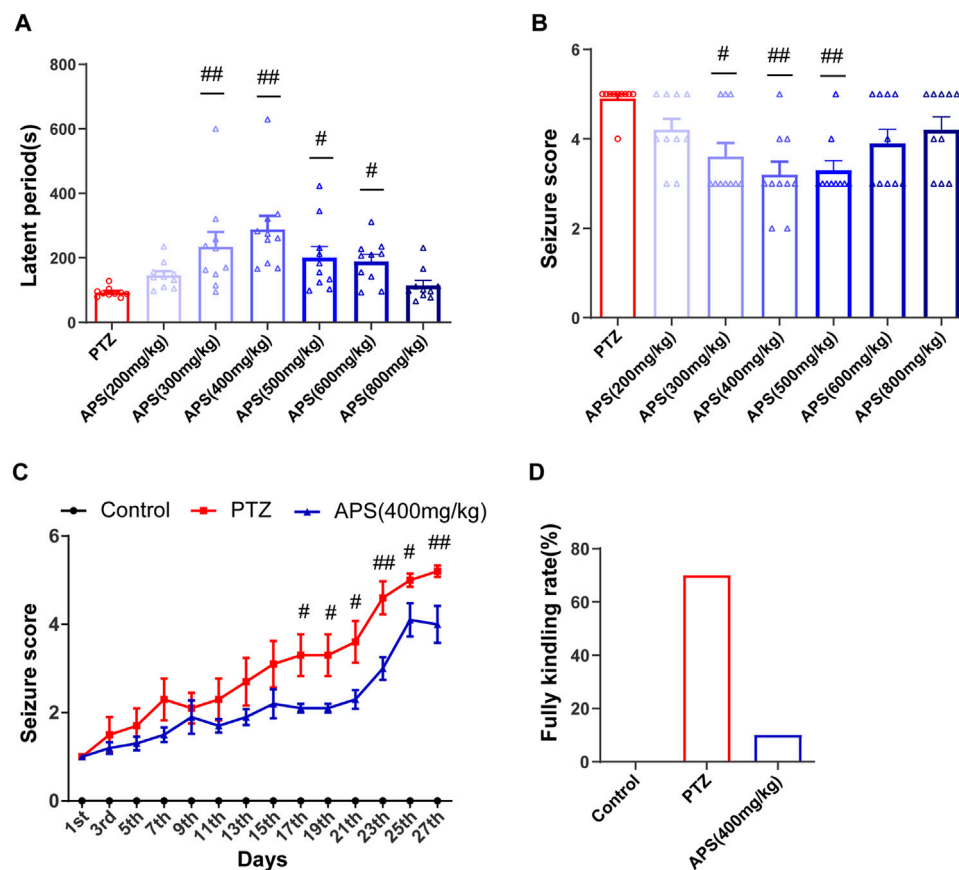 A
Latent period(s)
800
600
400
200
0
##
##
#
#
PTZ
APS(200mg/kg)
APS(300mg/kg)
APS(400mg/kg)
APS(500mg/kg)
APS(600mg/kg)
APS(800mg/kg)
B
Seizure score
6
4
2
0
#
##
##
PTZ
APS(200mg/kg)
APS(300mg/kg)
APS(400mg/kg)
APS(500mg/kg)
APS(600mg/kg)
APS(800mg/kg)
C
Control PTZ APS(400mg/kg)
Seizure score
6
4
2
0
#
#
#
##
#
##
1st
3rd
5th
7th
9th
11th
13th
15th
17th
19th
21th
23th
25th
27th
Days
D
Fully kindling rate(%)
80
60
40
20
0
Control
PTZ
APS(400mg/kg)